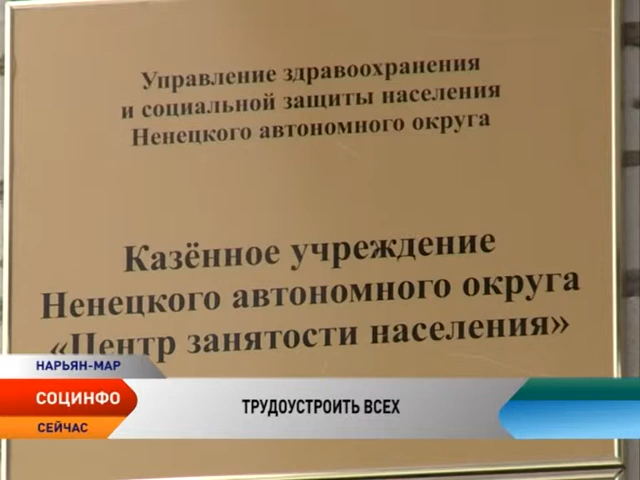 Управление здравоохранения
и социальной защиты населения
Ненецкого автономного округа
Казённое учреждение
Ненецкого автономного округа
«Центр занятости населения»
НАРЬЯН-МАР
СОЦИНФО
ТРУДОУСТРОИТЬ ВСЕХ
СЕЙЧАС